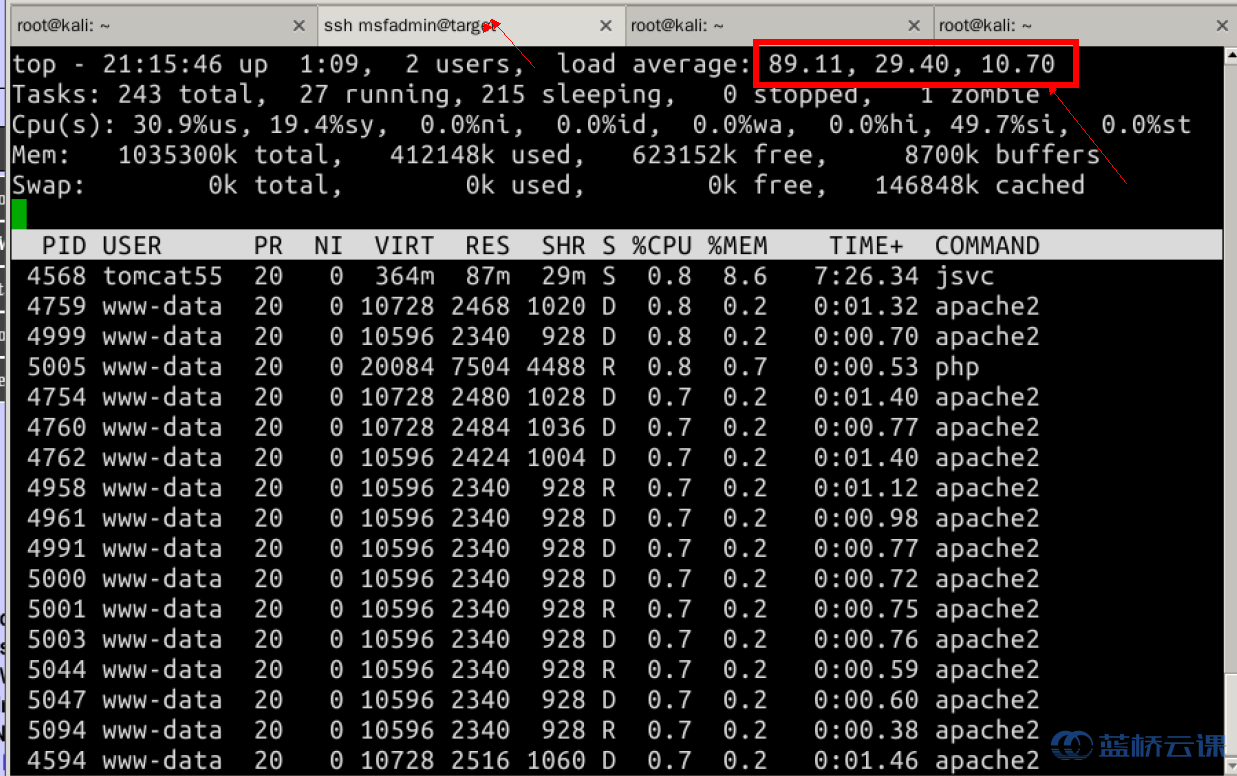 root@kali: ~ × ssh msfadmin@target × root@kali: ~ × root@kali: ~ ×
top - 21:15:46 up  1:09,  2 users,  load average: 89.11, 29.40, 10.70
Tasks: 243 total,  27 running, 215 sleeping,   0 stopped,   1 zombie
Cpu(s): 30.9%us, 19.4%sy,  0.0%ni,  0.0%id,  0.0%wa,  0.0%hi, 49.7%si,  0.0%st
Mem:   1035300k total,   412148k used,   623152k free,     8700k buffers
Swap:        0k total,        0k used,        0k free,   146848k cached
PID USER PR NI VIRT RES SHR S %CPU %MEM TIME+ COMMAND
4568 tomcat55 20 0 364m 87m 29m S 0.8 8.6 7:26.34 jsvc
4759 www-data 20 0 10728 2468 1020 D 0.8 0.2 0:01.32 apache2
4999 www-data 20 0 10596 2340 928 D 0.8 0.2 0:00.70 apache2
5005 www-data 20 0 20084 7504 4488 R 0.8 0.7 0:00.53 php
4754 www-data 20 0 10728 2480 1028 D 0.7 0.2 0:01.40 apache2
4760 www-data 20 0 10728 2484 1036 D 0.7 0.2 0:00.77 apache2
4762 www-data 20 0 10596 2424 1004 D 0.7 0.2 0:01.40 apache2
4958 www-data 20 0 10596 2340 928 R 0.7 0.2 0:01.12 apache2
4961 www-data 20 0 10596 2340 928 D 0.7 0.2 0:00.98 apache2
4991 www-data 20 0 10596 2340 928 D 0.7 0.2 0:00.77 apache2
5000 www-data 20 0 10596 2340 928 D 0.7 0.2 0:00.72 apache2
5001 www-data 20 0 10596 2340 928 R 0.7 0.2 0:00.75 apache2
5003 www-data 20 0 10596 2340 928 D 0.7 0.2 0:00.76 apache2
5044 www-data 20 0 10596 2340 928 R 0.7 0.2 0:00.59 apache2
5047 www-data 20 0 10596 2340 928 D 0.7 0.2 0:00.60 apache2
5094 www-data 20 0 10596 2340 928 R 0.7 0.2 0:00.38 apache2
4594 www-data 20 0 10728 2516 1060 D 0.7 0.2 0:01.46 apache2
蓝桥云课